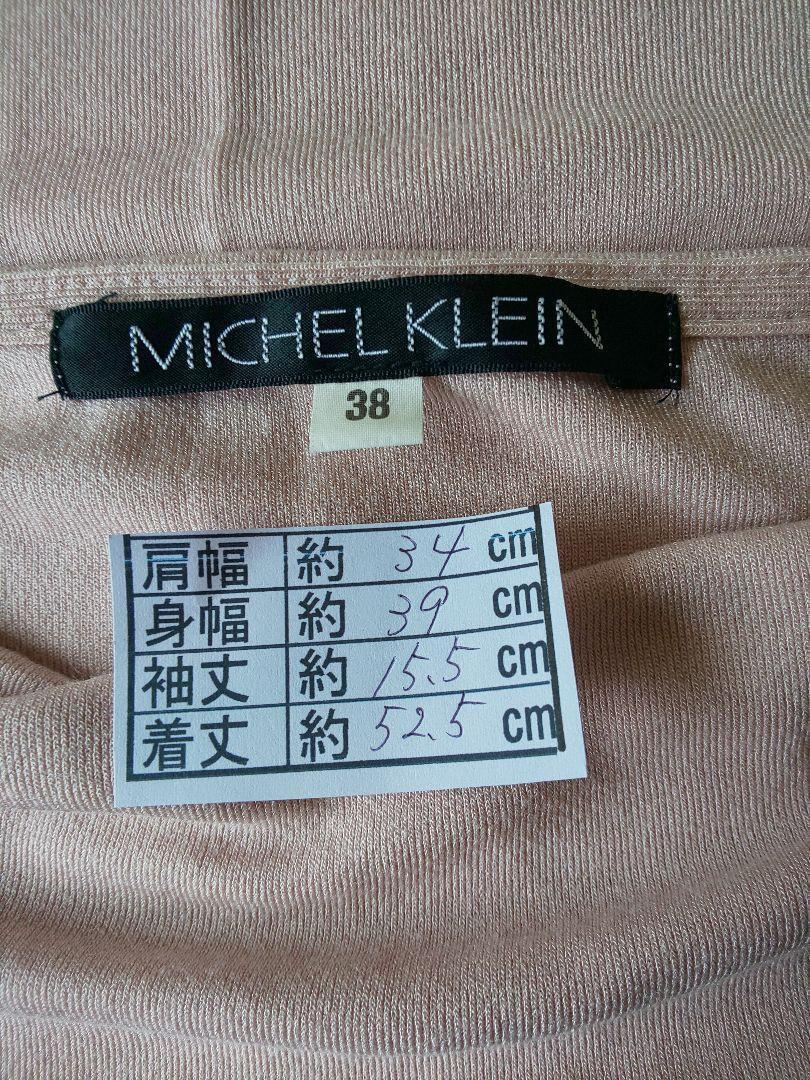 MICHEL KLEIN
38
肩幅 約 34 cm
身幅 約 39 cm
袖丈 約 15.5 cm
着丈 約 52.5 cm